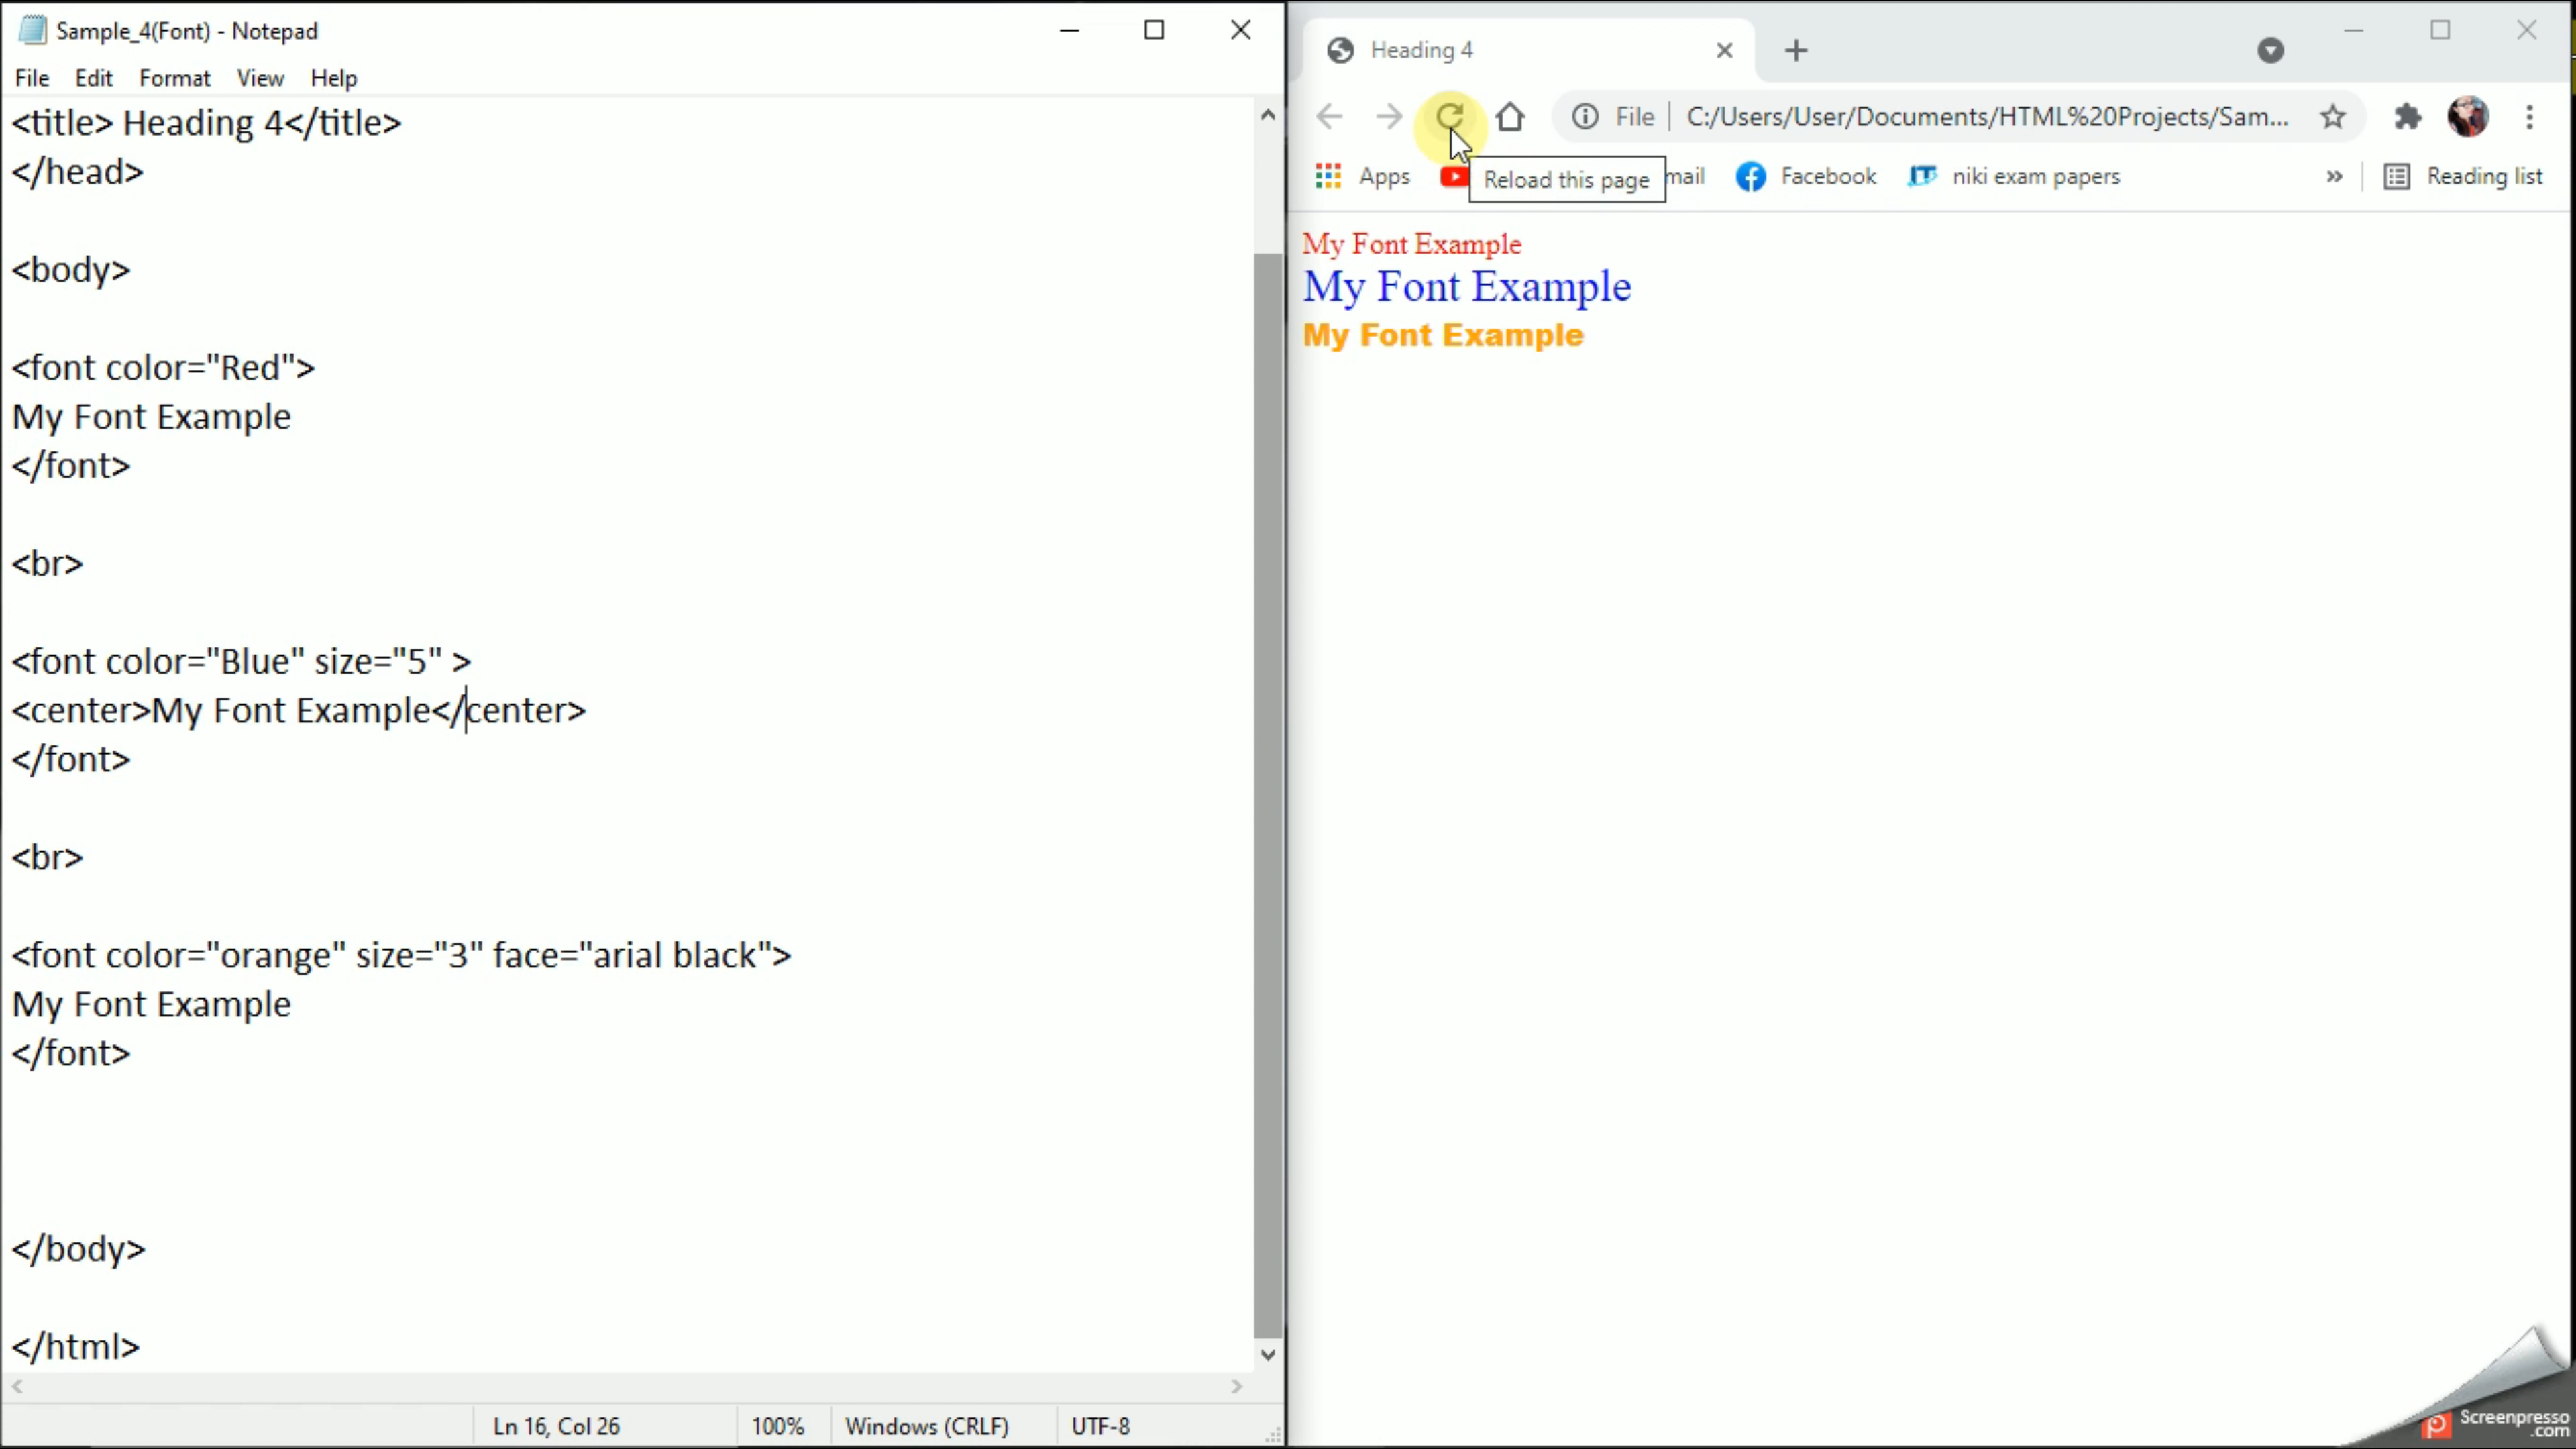 Sample_4(Font) - Notepad
File Edit Format View Help
<title> Heading 4</title>
</head>
<body>
<font color="Red">
My Font Example
</font>
<br>
<font color="Blue" size="5" >
<center>My Font Example</center>
</font>
<br>
<font color="orange" size="3" face="arial black">
My Font Example
</font>
</body>
</html>
Ln 16, Col 26 100% Windows (CRLF) UTF-8
Heading 4
File C:/Users/User/Documents/HTML%20Projects/Sam...
Apps mail Facebook niki exam papers » Reading list
Reload this page
My Font Example
My Font Example
My Font Example
Screenpresso
.com